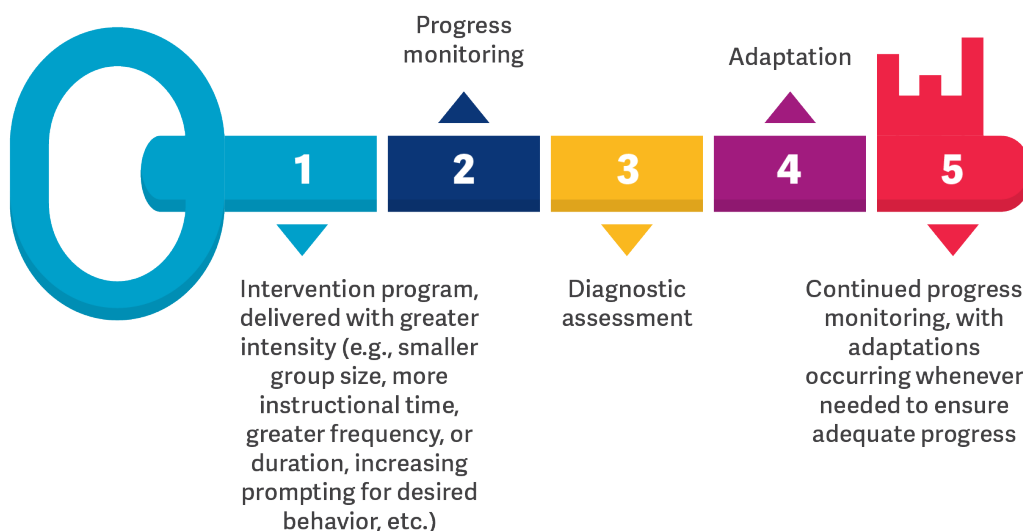 1
Intervention program,
delivered with greater
intensity (e.g., smaller
group size, more
instructional time,
greater frequency, or
duration, increasing
prompting for desired
behavior, etc.)
Progress
monitoring
2
3
Diagnostic
assessment
Adaptation
4
5
Continued progress
monitoring, with
adaptations
occurring whenever
needed to ensure
adequate progress